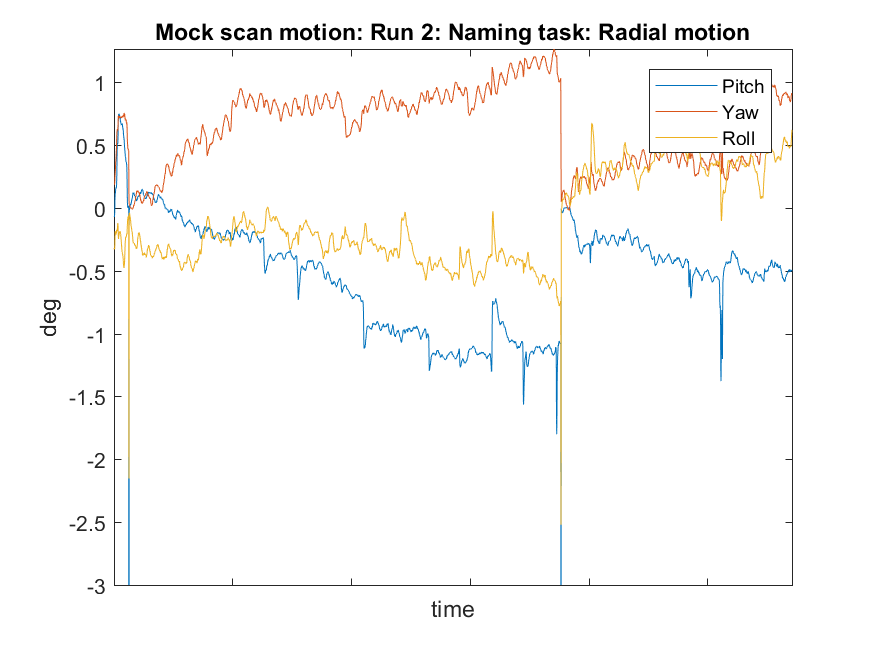 Mock scan motion: Run 2: Naming task: Radial motion
1
0.5
0
-0.5
-1
-1.5
-2
-2.5
-3
deg
time
Pitch
Yaw
Roll